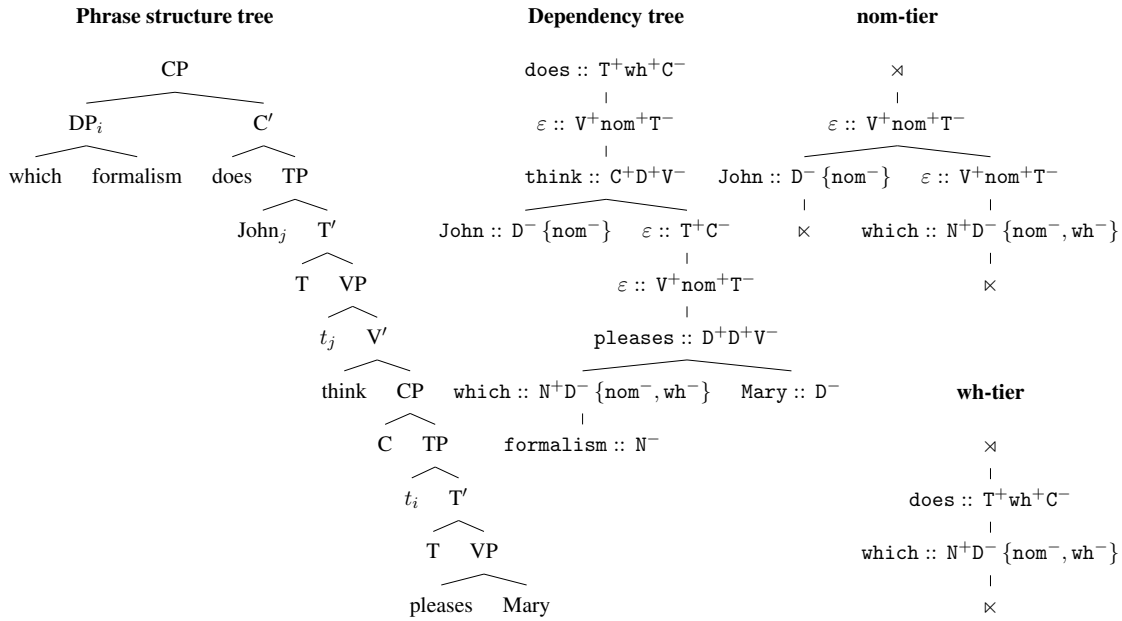 Phrase structure tree Dependency tree nom-tier
CP does :: T⁺wh⁺C⁻ ⋊
DPᵢ C′ ε :: V⁺nom⁺T⁻ ε :: V⁺nom⁺T⁻
which formalism does TP think :: C⁺D⁺V⁻ John :: D⁻ {nom⁻} ε :: V⁺nom⁺T⁻
Johnⱼ T′ John :: D⁻ {nom⁻} ε :: T⁺C⁻ ⋉ which :: N⁺D⁻ {nom⁻, wh⁻}
T VP ε :: V⁺nom⁺T⁻ ⋉
tⱼ V′ pleases :: D⁺D⁺V⁻
think CP which :: N⁺D⁻ {nom⁻, wh⁻} Mary :: D⁻ wh-tier
C TP formalism :: N⁻ ⋊
tᵢ T′ does :: T⁺wh⁺C⁻
T VP which :: N⁺D⁻ {nom⁻, wh⁻}
pleases Mary ⋉